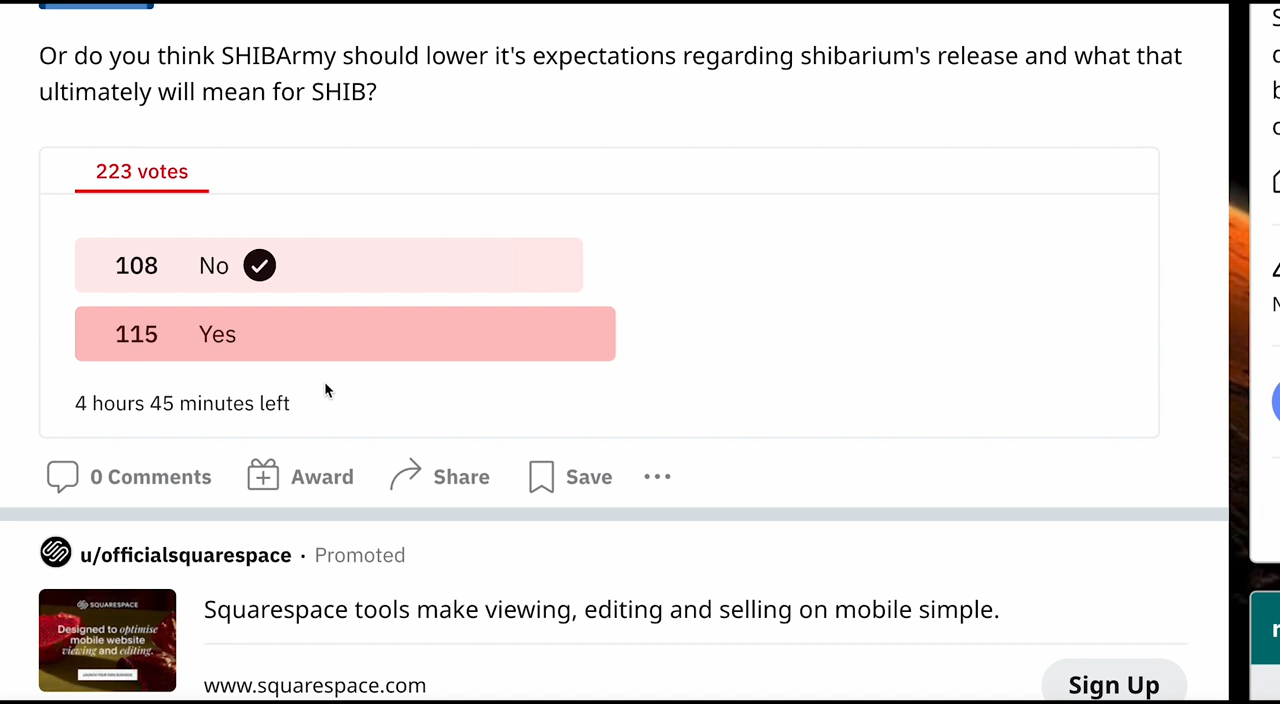 Or do you think SHIBArmy should lower it's expectations regarding shibarium's release and what that
ultimately will mean for SHIB?
223 votes
108 No
115 Yes
4 hours 45 minutes left
0 Comments Award Share Save
u/officialsquarespace · Promoted
SQUARESPACE
Designed to optimise
mobile website
viewing and editing.
Squarespace tools make viewing, editing and selling on mobile simple.
www.squarespace.com
Sign Up